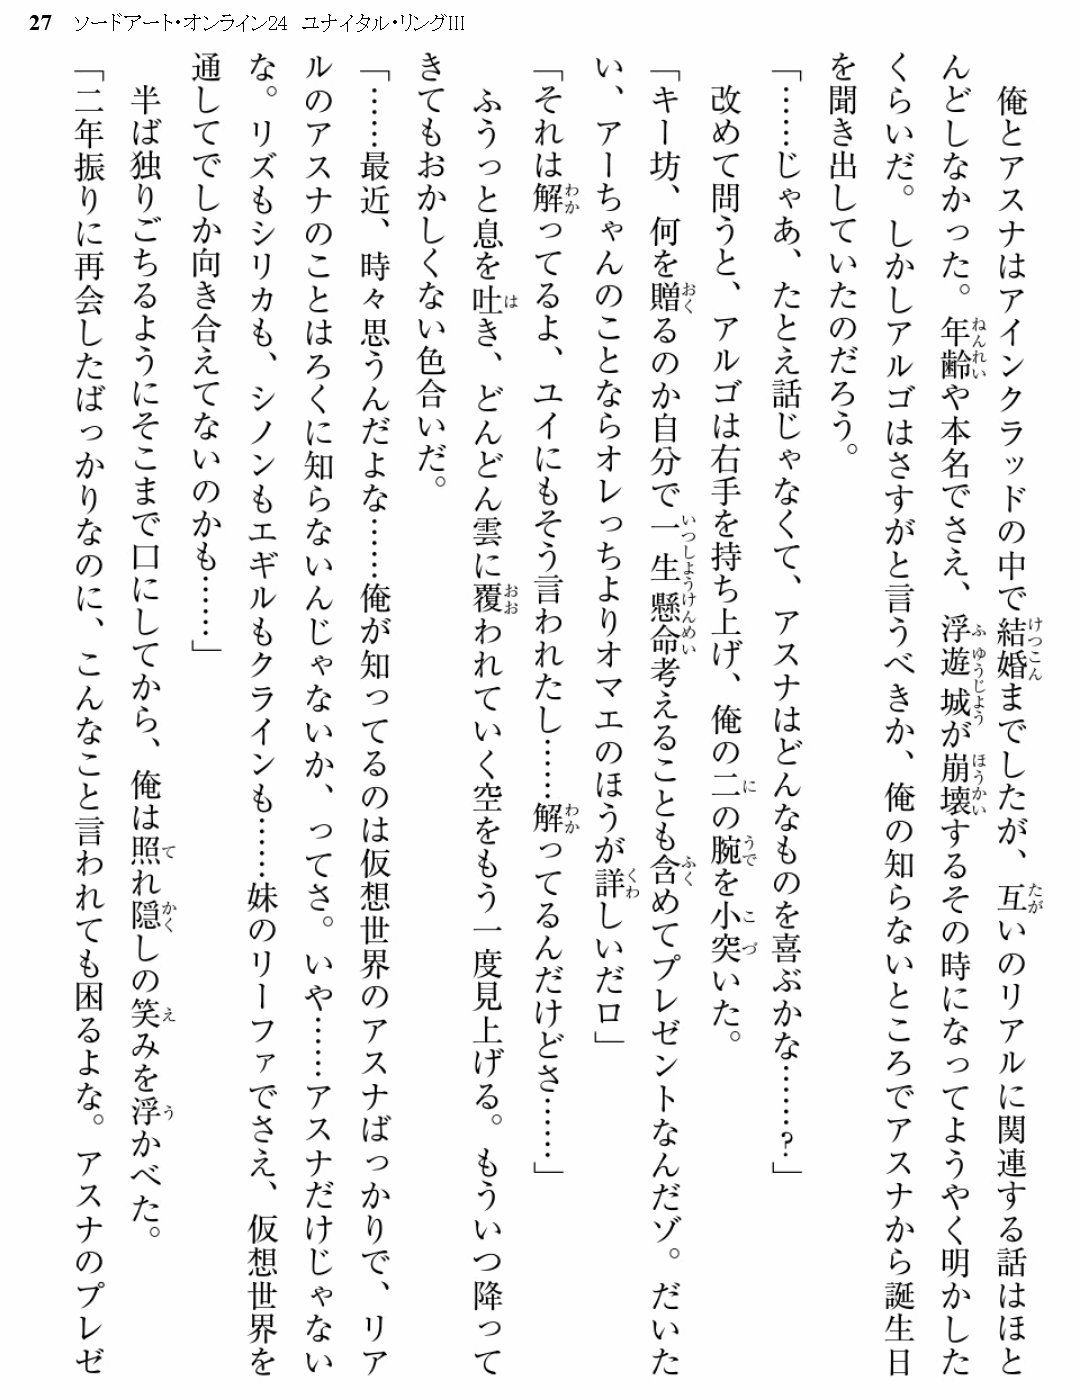 27 ソードアート・オンライン24 ユナイタル・リングIII
俺とアスナはアインクラッドの中で結婚までしたが、互いのリアルに関連する話はほと
んどしなかった。年齢や本名でさえ、浮遊城が崩壊するその時になってようやく明かした
くらいだ。しかしアルゴはさすがと言うべきか、俺の知らないところでアスナから誕生日
を聞き出していたのだろう。
「……じゃあ、たとえ話じゃなくて、アスナはどんなものを喜ぶかな……？」
改めて問うと、アルゴは右手を持ち上げ、俺の二の腕を小突いた。
「キー坊、何を贈るのか自分で一生懸命考えることも含めてプレゼントなんだゾ。だいた
い、アーちゃんのことならオレっちよりオマエのほうが詳しいだロ」
「それは解ってるよ、ユイにもそう言われたし……解ってるんだけどさ……」
ふうっと息を吐き、どんどん雲に覆われていく空をもう一度見上げる。もういつ降って
きてもおかしくない色合いだ。
「……最近、時々思うんだよな……俺が知ってるのは仮想世界のアスナばっかりで、リア
ルのアスナのことはろくに知らないんじゃないか、ってさ。いや……アスナだけじゃない
な。リズもシリカも、シノンもエギルもクラインも……妹のリーファでさえ、仮想世界を
通してでしか向き合えてないのかも……」
半ば独りごちるようにそこまで口にしてから、俺は照れ隠しの笑みを浮かべた。
「二年振りに再会したばっかりなのに、こんなこと言われても困るよな。アスナのプレゼ